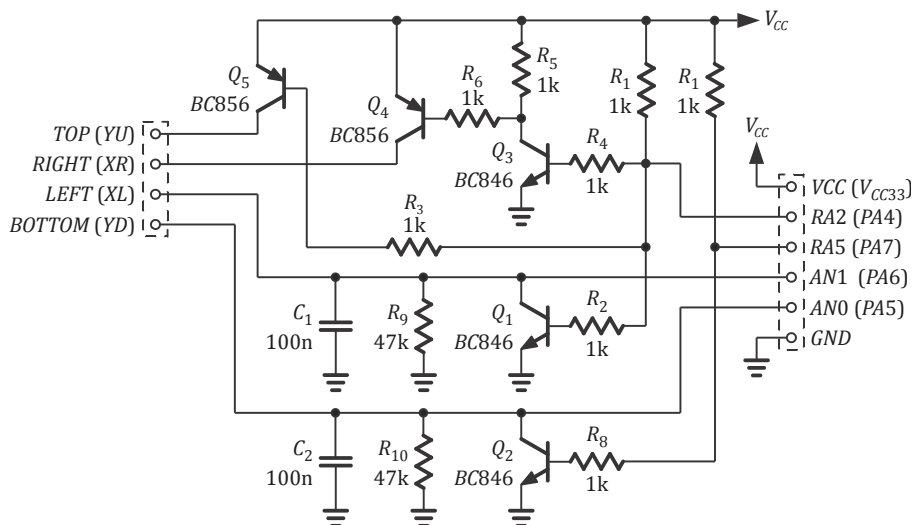 V_CC
Q_5
BC856
R_6
1k
R_5
1k
R_1
1k
R_1
1k
Q_4
BC856
V_CC
TOP (YU)
RIGHT (XR)
LEFT (XL)
BOTTOM (YD)
Q_3
BC846
R_4
1k
VCC (V_CC33)
RA2 (PA4)
RA5 (PA7)
AN1 (PA6)
AN0 (PA5)
GND
R_3
1k
C_1
100n
R_9
47k
Q_1
BC846
R_2
1k
C_2
100n
R_10
47k
Q_2
BC846
R_8
1k